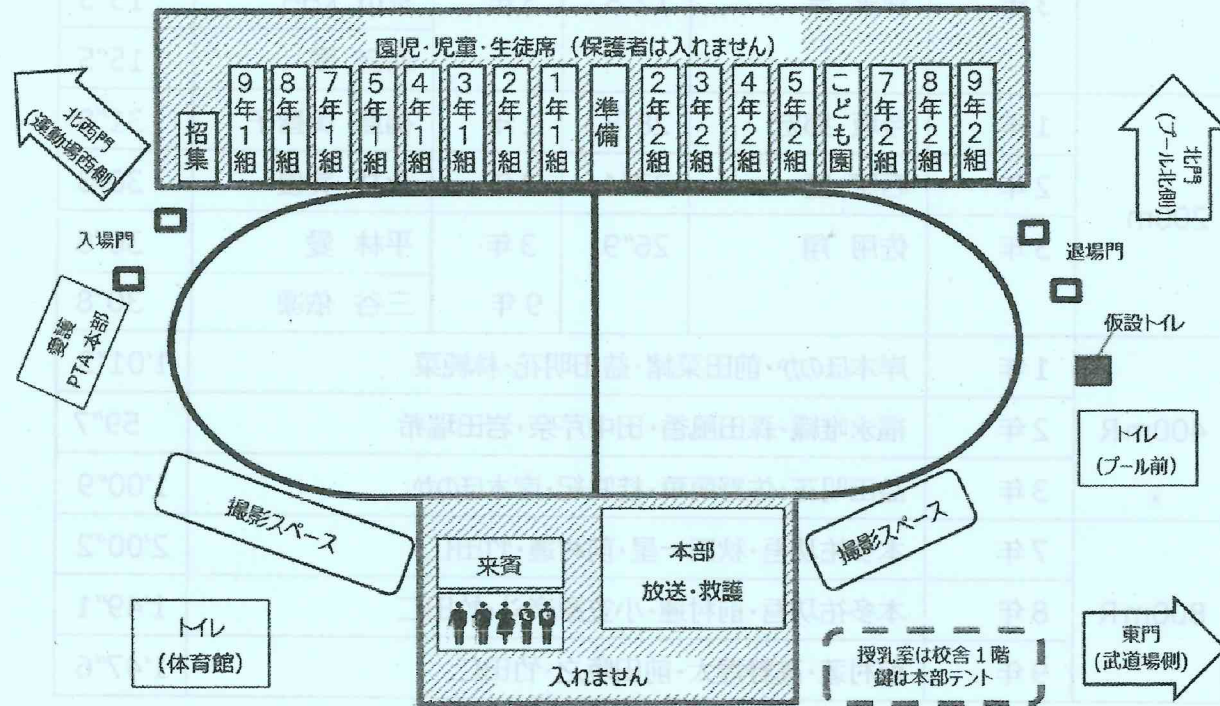 園児・児童・生徒席（保護者は入れません）
招集
9年1組
8年1組
7年1組
5年1組
4年1組
3年1組
2年1組
1年1組
準備
2年2組
3年2組
4年2組
5年2組
こども園
7年2組
8年2組
9年2組
北西門
(運動場西側)
北門
(プール北側)
入場門
退場門
愛護
PTA本部
仮設トイレ
トイレ
(プール前)
撮影スペース
撮影スペース
来賓
本部
放送・救護
入れません
トイレ
(体育館)
授乳室は校舎1階
鍵は本部テント
東門
(武道場側)